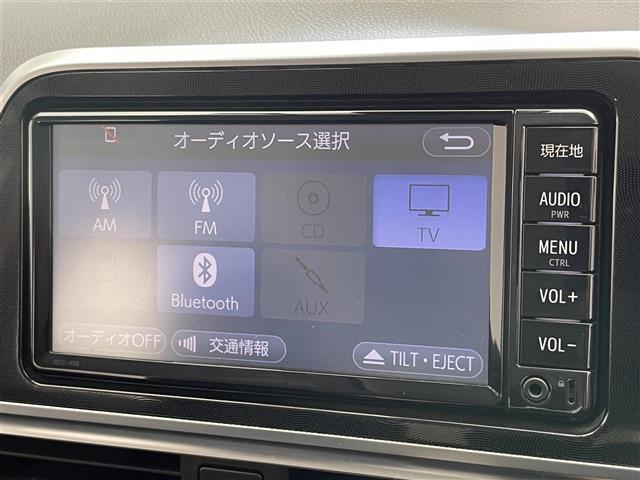 オーディオソース選択
AM
FM
CD
TV
Bluetooth
AUX
オーディオOFF
交通情報
TILT・EJECT
現在地
AUDIO
PWR
MENU
CTRL
VOL+
VOL-